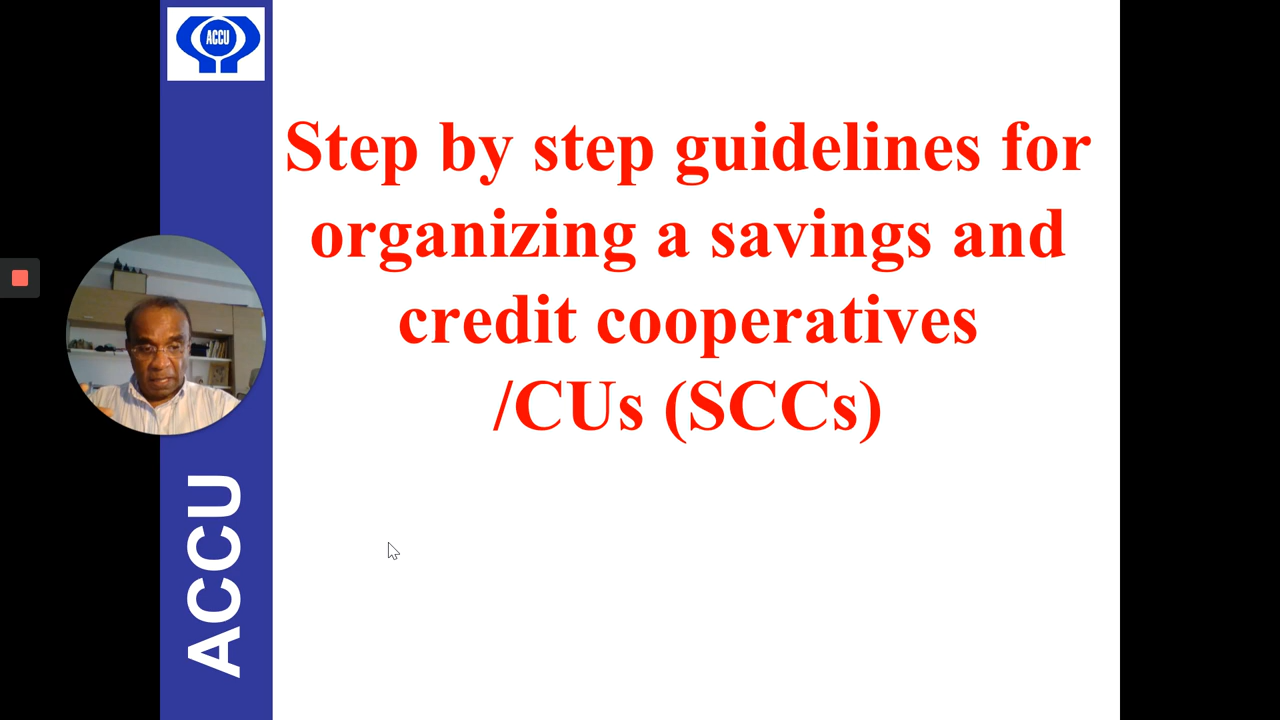 ACCU
Step by step guidelines for
organizing a savings and
credit cooperatives
/CUs (SCCs)
ACCU